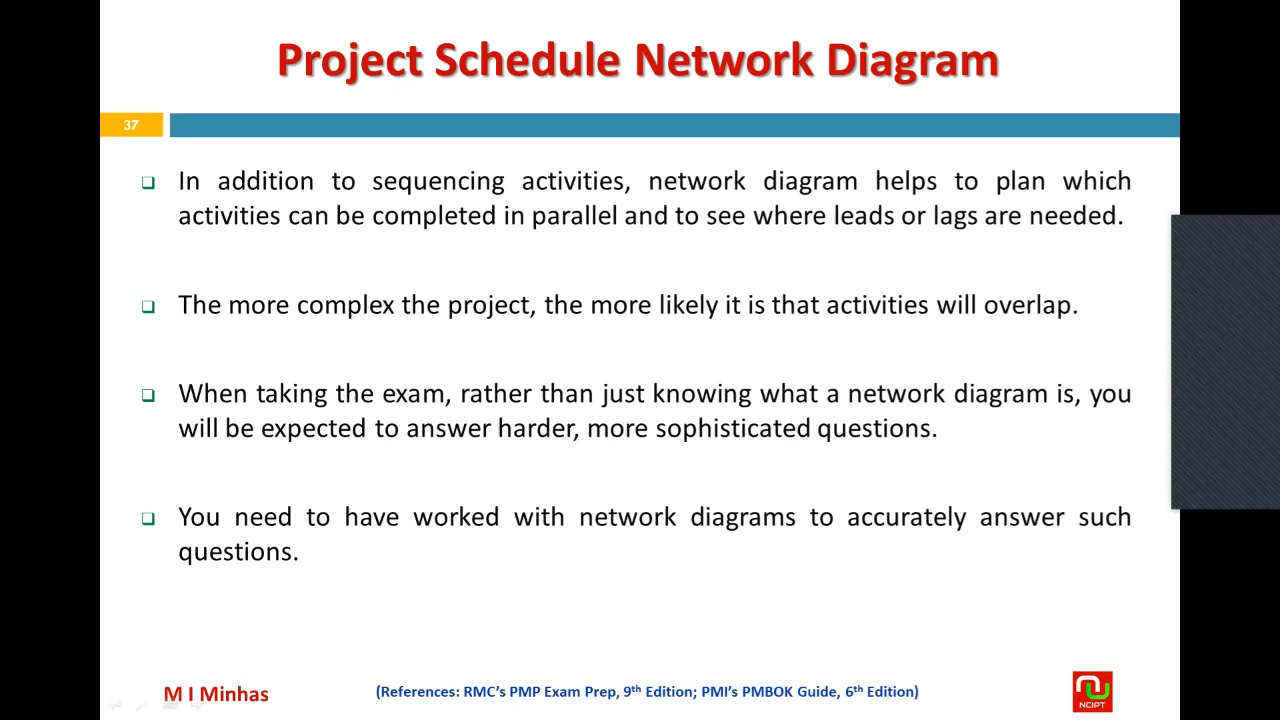 Project Schedule Network Diagram
37
In addition to sequencing activities, network diagram helps to plan which
activities can be completed in parallel and to see where leads or lags are needed.
The more complex the project, the more likely it is that activities will overlap.
When taking the exam, rather than just knowing what a network diagram is, you
will be expected to answer harder, more sophisticated questions.
You need to have worked with network diagrams to accurately answer such
questions.
M I Minhas
(References: RMC's PMP Exam Prep, 9th Edition; PMI's PMBOK Guide, 6th Edition)
NCIPT